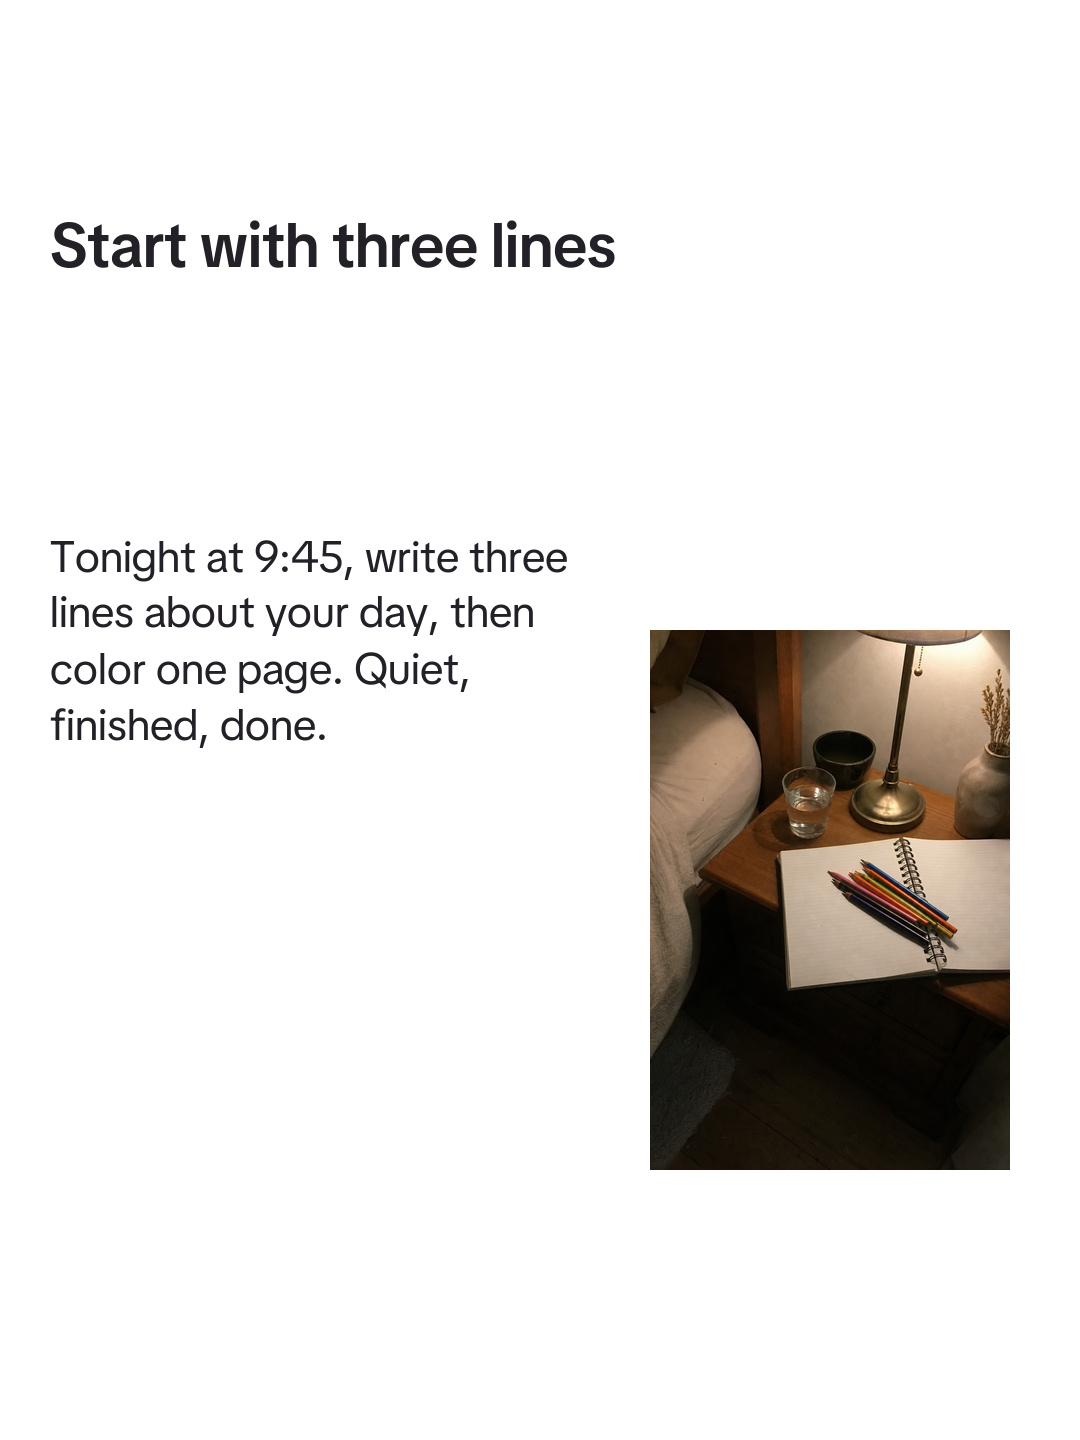 Start with three lines
Tonight at 9:45, write three
lines about your day, then
color one page. Quiet,
finished, done.